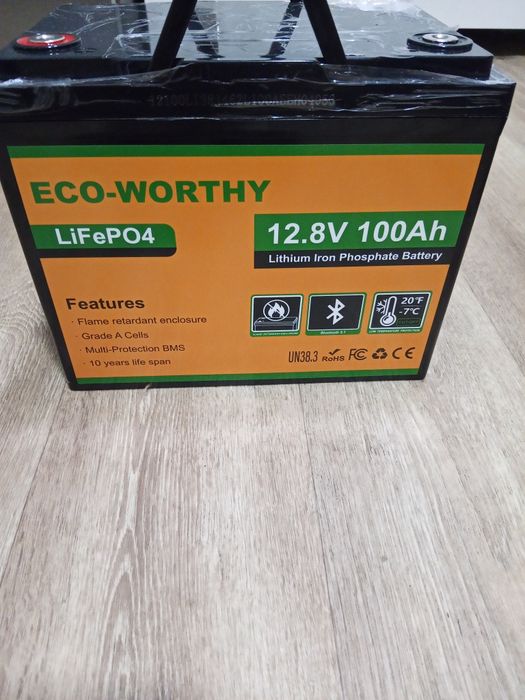 ECO-WORTHY
LiFePO4
12.8V 100Ah
Lithium Iron Phosphate Battery
Features
· Flame retardant enclosure
· Grade A Cells
· Multi-Protection BMS
· 10 years life span
20°F
-7°C
UN38.3 RoHS FC CE